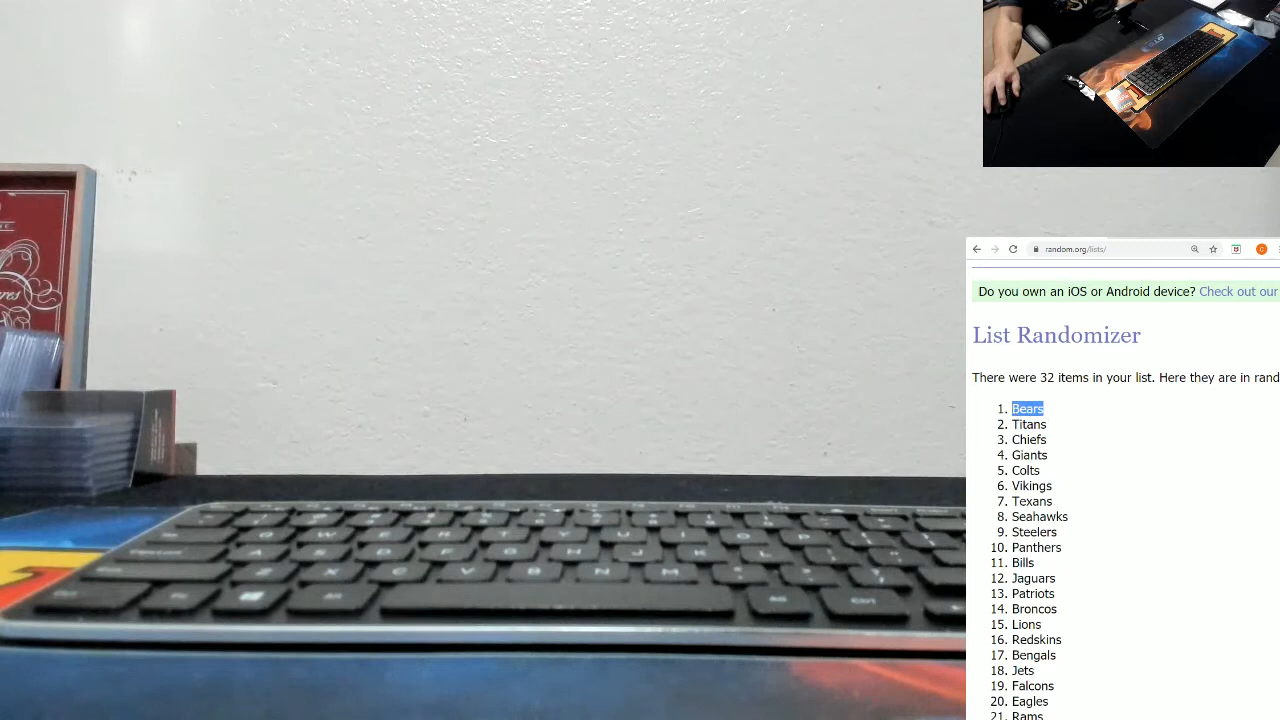 random.org/lists/
Do you own an iOS or Android device? Check out our
List Randomizer
There were 32 items in your list. Here they are in rand
1. Bears
2. Titans
3. Chiefs
4. Giants
5. Colts
6. Vikings
7. Texans
8. Seahawks
9. Steelers
10. Panthers
11. Bills
12. Jaguars
13. Patriots
14. Broncos
15. Lions
16. Redskins
17. Bengals
18. Jets
19. Falcons
20. Eagles
21. Rams